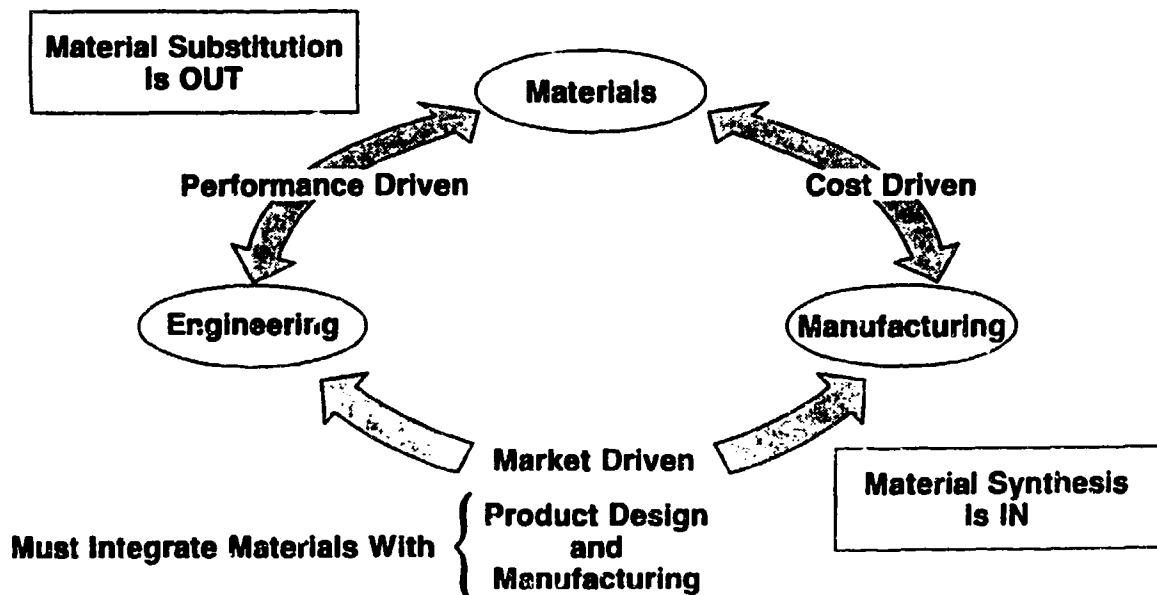 Material Substitution
is OUT
Materials
Performance Driven
Cost Driven
Engineering
Manufacturing
Market Driven
Material Synthesis
is IN
Must Integrate Materials With
Product Design
and
Manufacturing